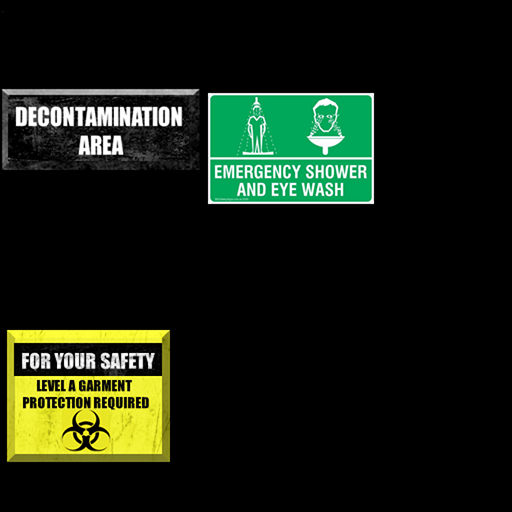 DECONTAMINATION
AREA
EMERGENCY SHOWER
AND EYE WASH
FOR YOUR SAFETY
LEVEL A GARMENT
PROTECTION REQUIRED